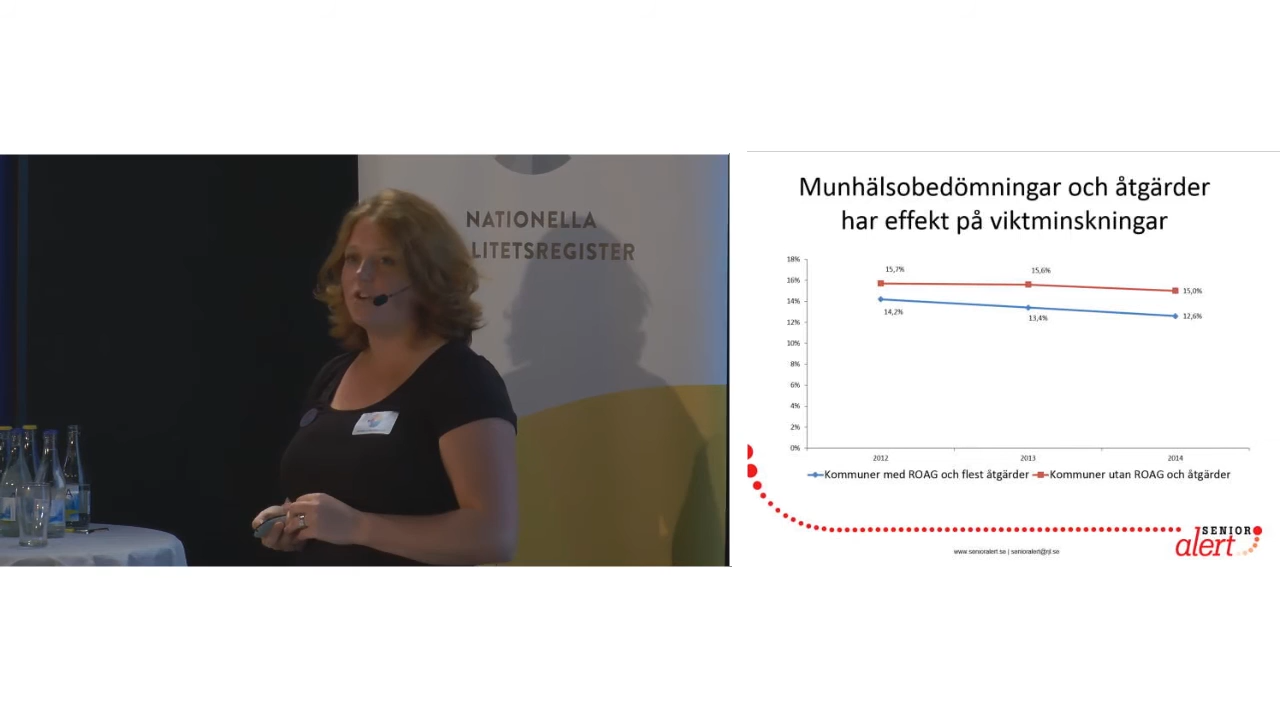 NATIONELLA
LITETSREGISTER
Munhälsobedömningar och åtgärder
har effekt på viktminskningar
18%
16%
14%
12%
10%
8%
6%
4%
2%
0%
15,7%
15,6%
15,0%
14,2%
13,4%
12,6%
2012
2013
2014
Kommuner med ROAG och flest åtgärder
Kommuner utan ROAG och åtgärder
www.senioralert.se | senioralert@rjl.se
SENIOR
alert